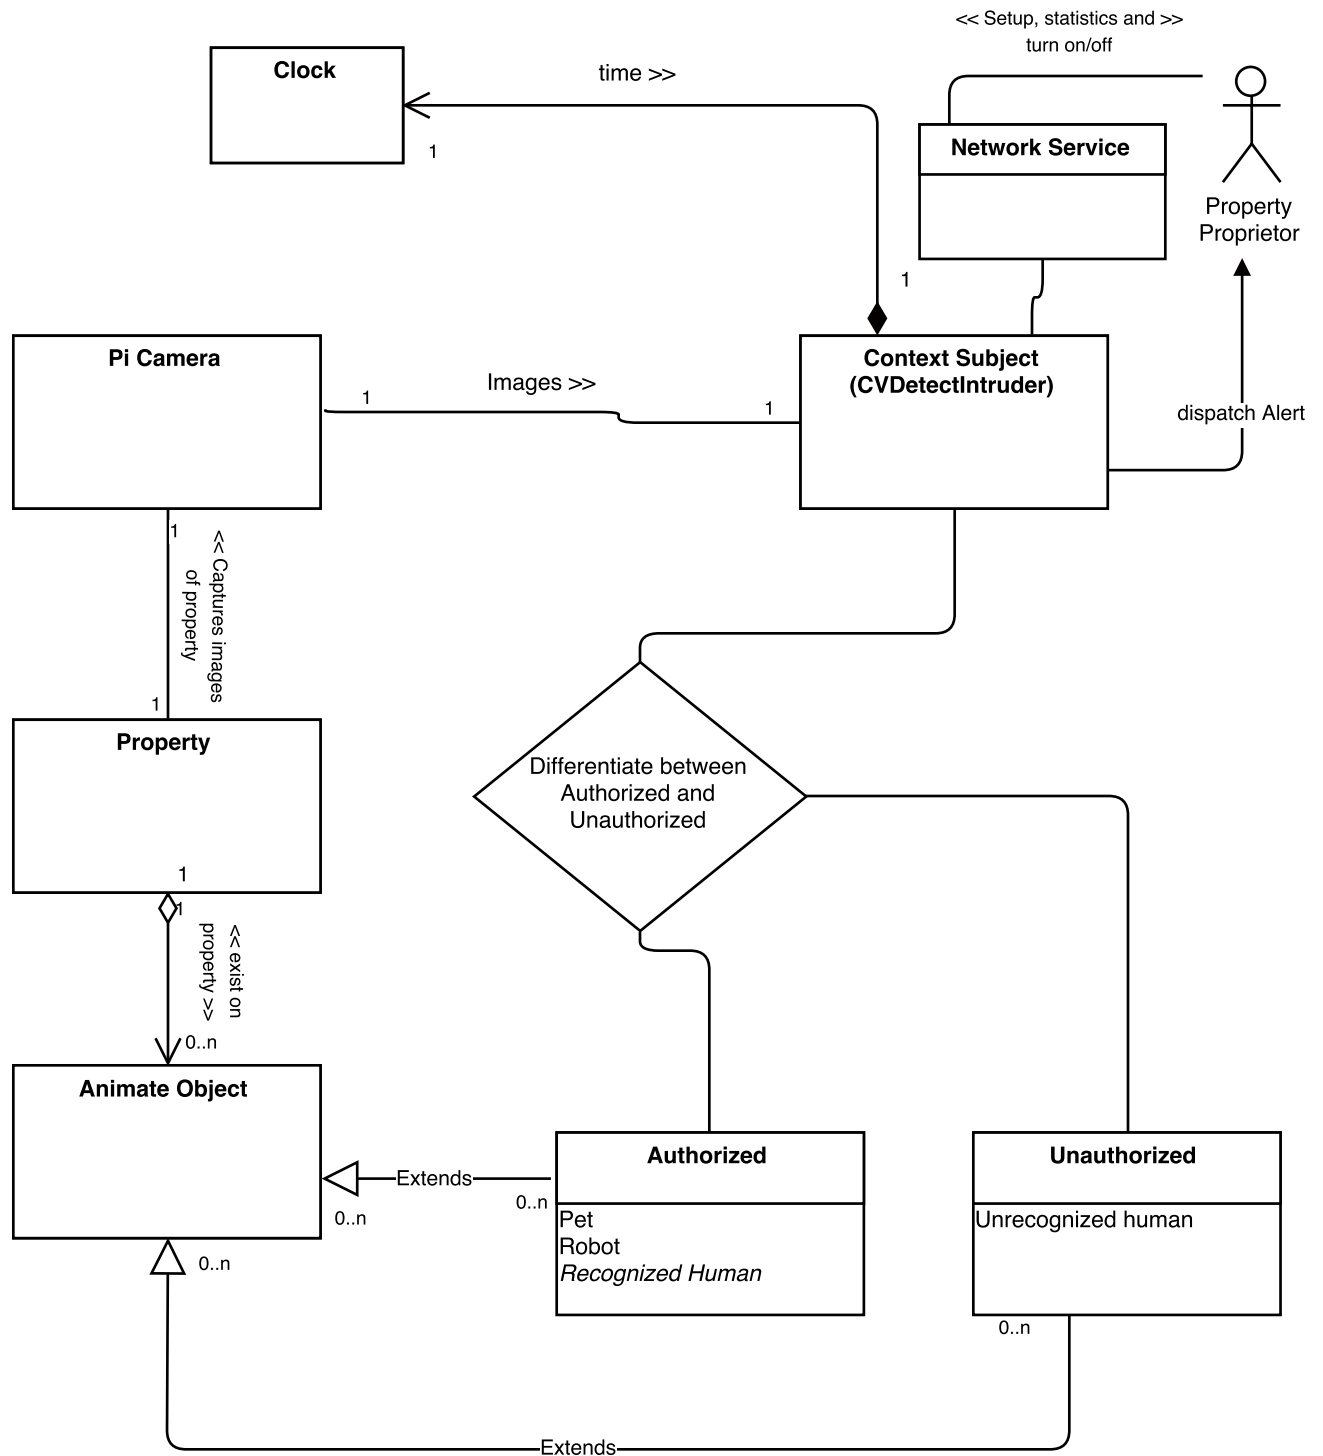 << Setup, statistics and >>
turn on/off
Clock
time >>
1
Network Service
Property
Proprietor
1
Pi Camera
Images >>
1
1
Context Subject
(CVDetectIntruder)
dispatch Alert
1
<< Captures images
of property
1
Property
Differentiate between
Authorized and
Unauthorized
1
1
<< exist on
property >>
0..n
Animate Object
Extends
0..n
0..n
0..n
Authorized
Pet
Robot
Recognized Human
Unauthorized
Unrecognized human
0..n
Extends